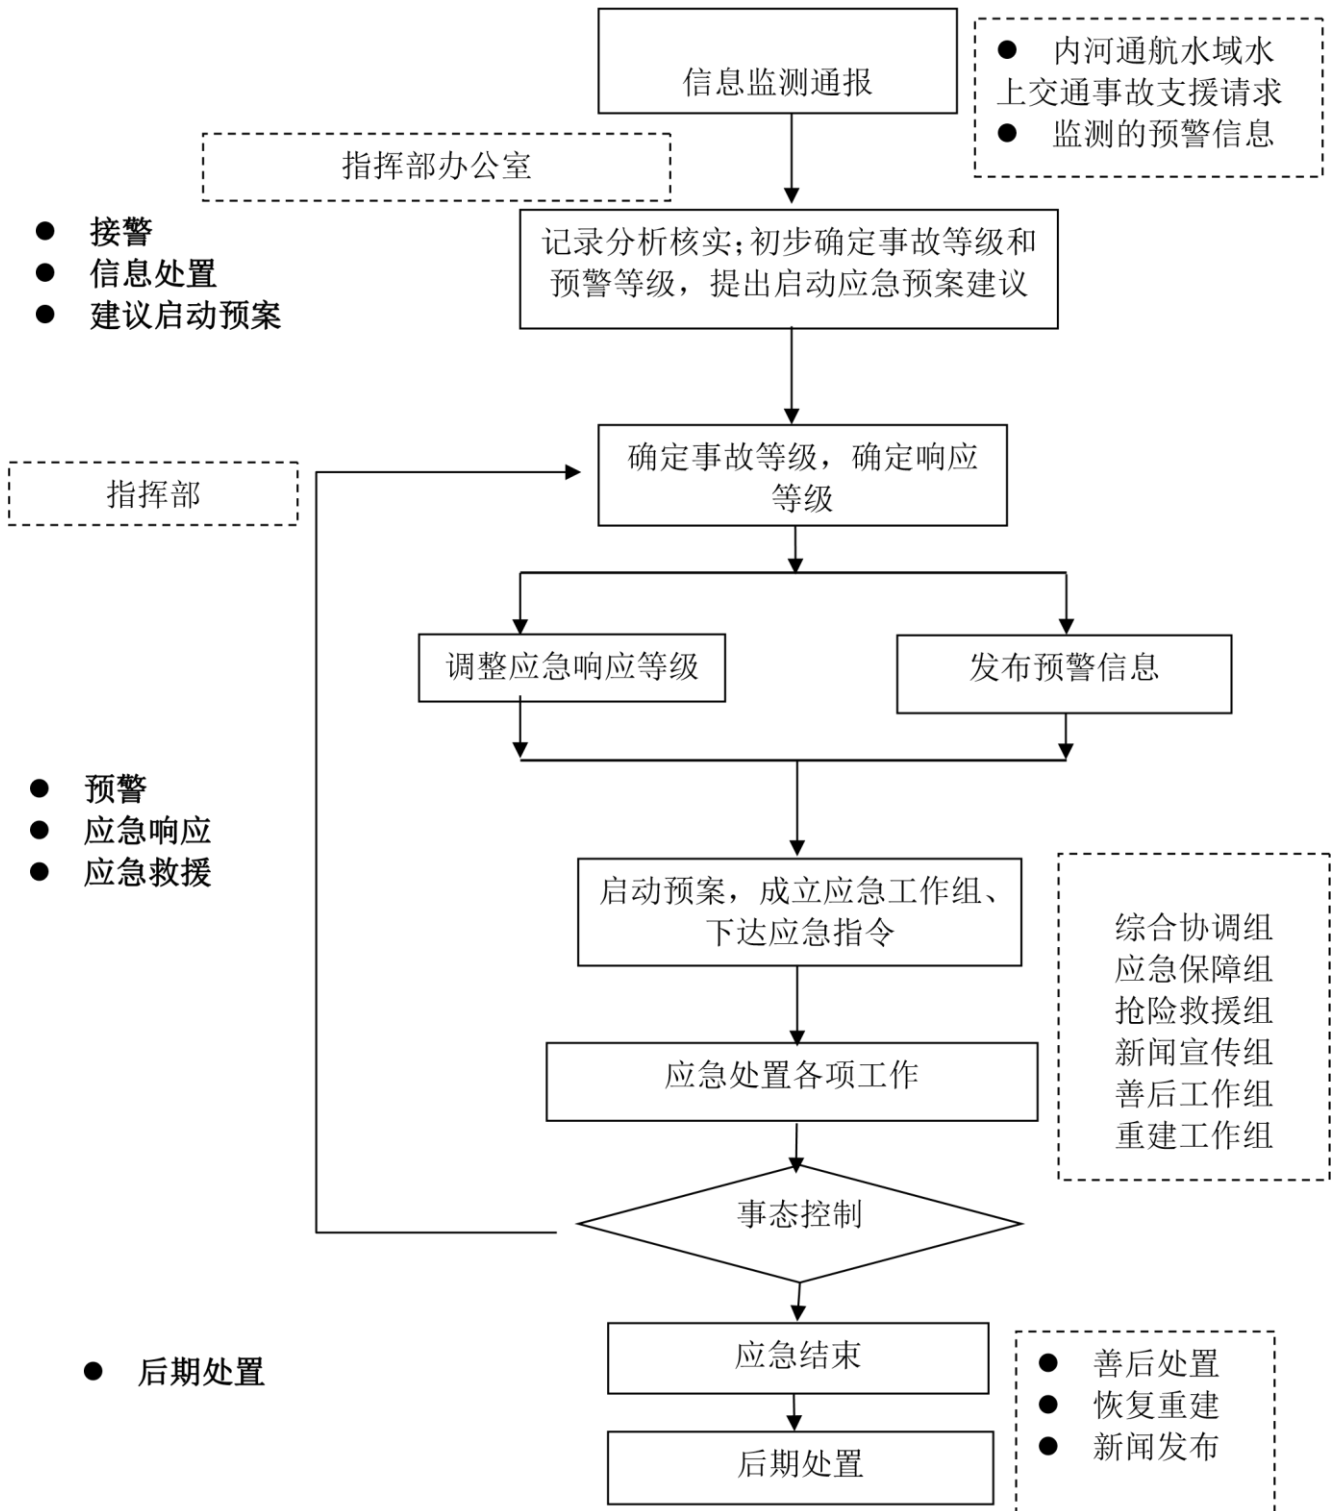 信息监测通报
● 内河通航水域水
上交通事故支援请求
● 监测的预警信息
指挥部办公室
● 接警
● 信息处置
● 建议启动预案
记录分析核实;初步确定事故等级和
预警等级，提出启动应急预案建议
指挥部
确定事故等级，确定响应
等级
调整应急响应等级
发布预警信息
● 预警
● 应急响应
● 应急救援
启动预案，成立应急工作组、
下达应急指令
综合协调组
应急保障组
抢险救援组
新闻宣传组
善后工作组
重建工作组
应急处置各项工作
事态控制
应急结束
● 后期处置
● 善后处置
● 恢复重建
● 新闻发布
后期处置